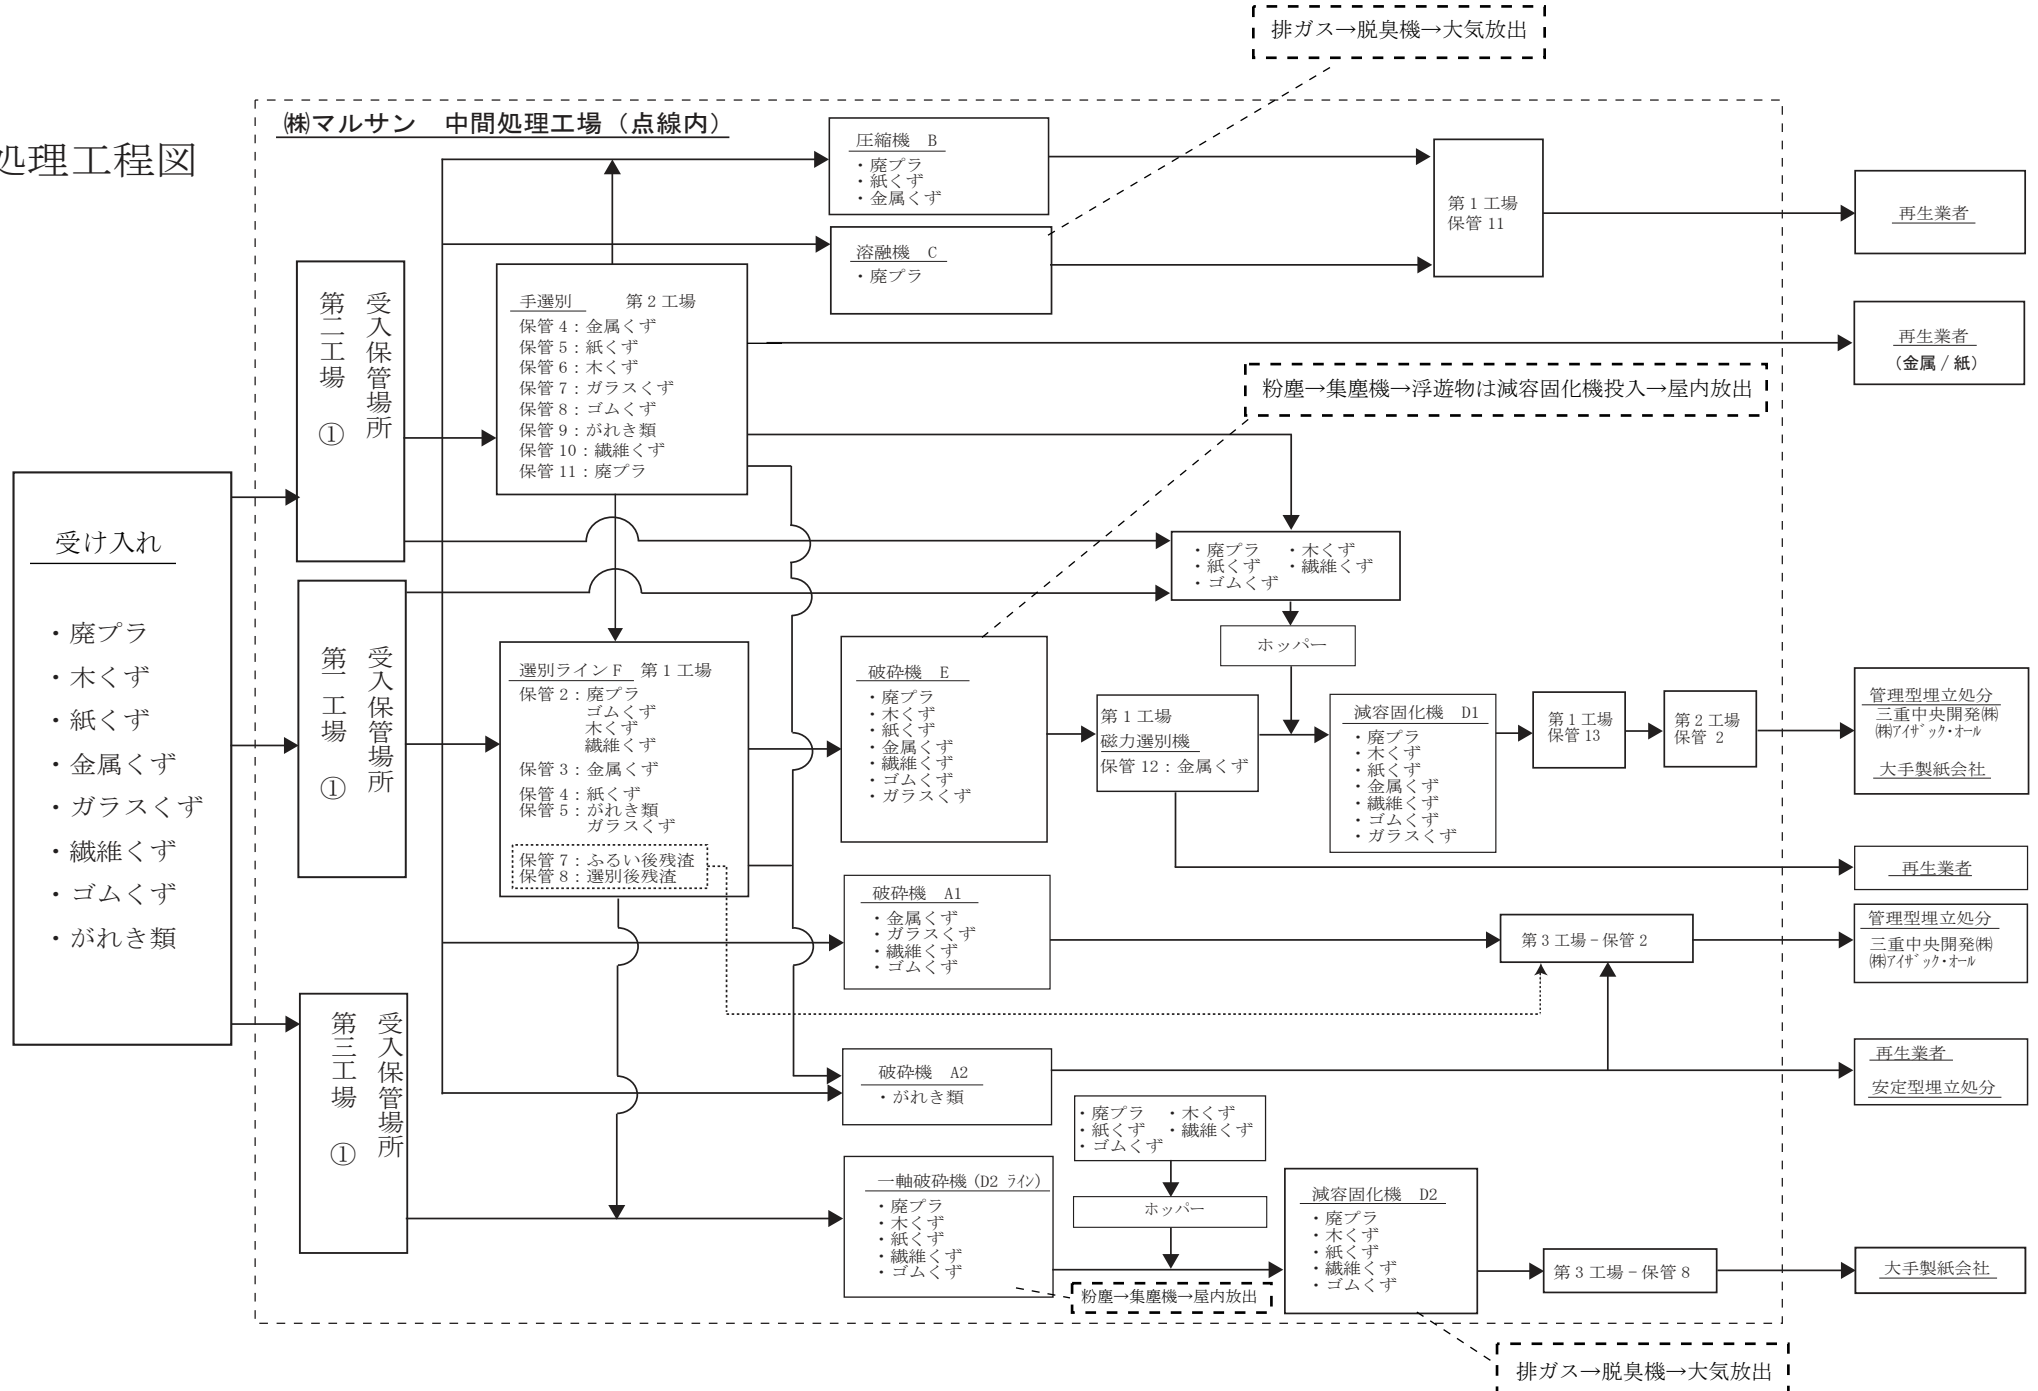 処理工程図
㈱マルサン 中間処理工場（点線内）
排ガス→脱臭機→大気放出
受け入れ
・廃プラ
・木くず
・紙くず
・金属くず
・ガラスくず
・繊維くず
・ゴムくず
・がれき類
受入保管場所
第二工場 ①
受入保管場所
第一工場 ①
受入保管場所
第三工場 ①
手選別 第２工場
保管４：金属くず
保管５：紙くず
保管６：木くず
保管７：ガラスくず
保管８：ゴムくず
保管９：がれき類
保管 10：繊維くず
保管 11：廃プラ
選別ラインＦ 第１工場
保管２：廃プラ
ゴムくず
木くず
繊維くず
保管３：金属くず
保管４：紙くず
保管５：がれき類
ガラスくず
保管７：ふるい後残渣
保管８：選別後残渣
圧縮機 B
・廃プラ
・紙くず
・金属くず
溶融機 C
・廃プラ
第１工場
保管 11
再生業者
再生業者
（金属 / 紙）
粉塵→集塵機→浮遊物は減容固化機投入→屋内放出
・廃プラ ・木くず
・紙くず ・繊維くず
・ゴムくず
ホッパー
破砕機 E
・廃プラ
・木くず
・紙くず
・金属くず
・繊維くず
・ゴムくず
・ガラスくず
第１工場
磁力選別機
保管 12：金属くず
減容固化機 D1
・廃プラ
・木くず
・紙くず
・金属くず
・繊維くず
・ゴムくず
・ガラスくず
第１工場
保管 13
第２工場
保管 2
管理型埋立処分
三重中央開発㈱
㈱ｱｲｻﾞｯｸ・ｵｰﾙ
大手製紙会社
再生業者
破砕機 A1
・金属くず
・ガラスくず
・繊維くず
・ゴムくず
第３工場－保管２
管理型埋立処分
三重中央開発㈱
㈱ｱｲｻﾞｯｸ・ｵｰﾙ
破砕機 A2
・がれき類
再生業者
安定型埋立処分
・廃プラ ・木くず
・紙くず ・繊維くず
・ゴムくず
ホッパー
一軸破砕機（D2 ﾗｲﾝ）
・廃プラ
・木くず
・紙くず
・繊維くず
・ゴムくず
粉塵→集塵機→屋内放出
減容固化機 D2
・廃プラ
・木くず
・紙くず
・繊維くず
・ゴムくず
第３工場－保管８
大手製紙会社
排ガス→脱臭機→大気放出